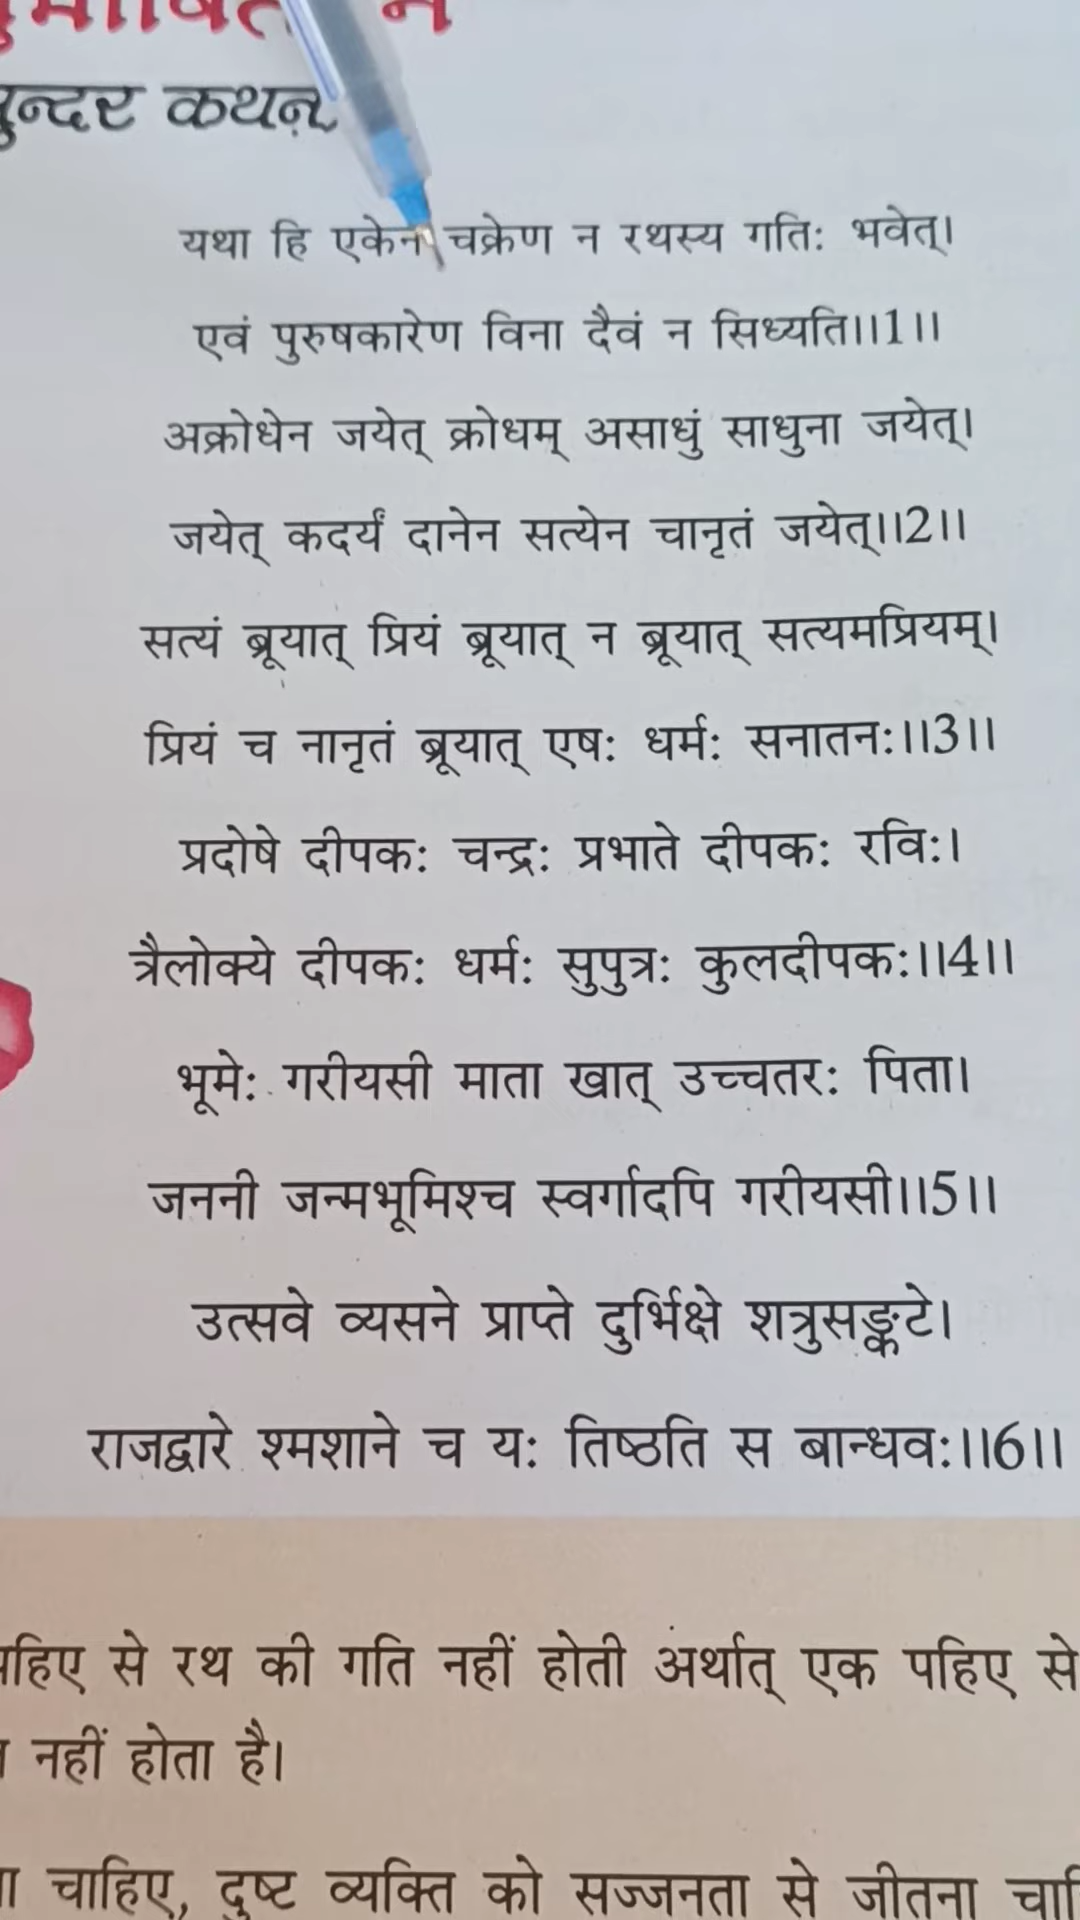 सुन्दर कथन
यथा हि एकेन चक्रेण न रथस्य गतिः भवेत्।
एवं पुरुषकारेण विना दैवं न सिध्यति।।1।।
अक्रोधेन जयेत् क्रोधम् असाधुं साधुना जयेत्।
जयेत् कदर्यं दानेन सत्येन चानृतं जयेत्।।2।।
सत्यं ब्रूयात् प्रियं ब्रूयात् न ब्रूयात् सत्यमप्रियम्।
प्रियं च नानृतं ब्रूयात् एषः धर्मः सनातनः।।3।।
प्रदोषे दीपकः चन्द्रः प्रभाते दीपकः रविः।
त्रैलोक्ये दीपकः धर्मः सुपुत्रः कुलदीपकः।।4।।
भूमेः गरीयसी माता खात् उच्चतरः पिता।
जननी जन्मभूमिश्च स्वर्गादपि गरीयसी।।5।।
उत्सवे व्यसने प्राप्ते दुर्भिक्षे शत्रुसङ्कटे।
राजद्वारे श्मशाने च यः तिष्ठति स बान्धवः।।6।।
पहिए से रथ की गति नहीं होती अर्थात् एक पहिए से
नहीं होता है।
चाहिए, दुष्ट व्यक्ति को सज्जनता से जीतना